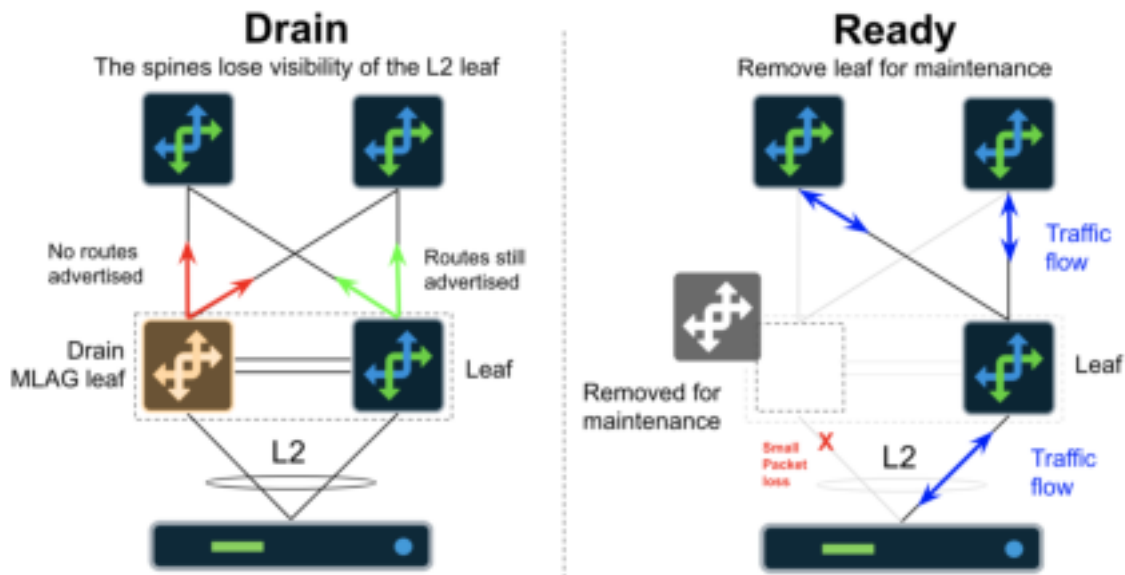 Drain
The spines lose visibility of the L2 leaf
No routes
advertised
Routes still
advertised
Drain
MLAG leaf
Leaf
L2
Ready
Remove leaf for maintenance
Traffic
flow
Leaf
Removed for
maintenance
Small
Packet
loss
X
L2
Traffic
flow